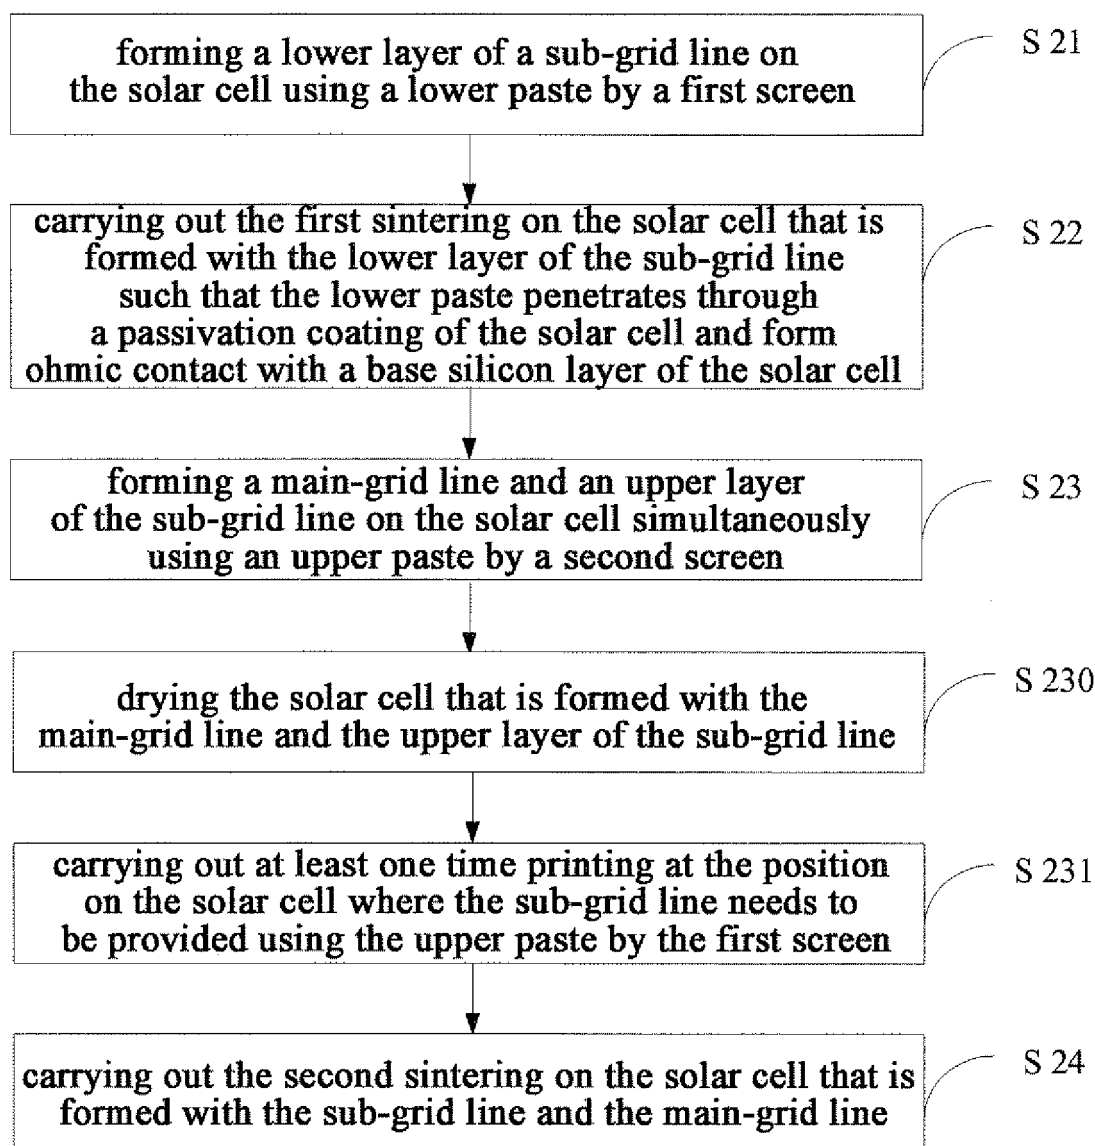 forming a lower layer of a sub-grid line on
the solar cell using a lower paste by a first screen
S 21
carrying out the first sintering on the solar cell that is
formed with the lower layer of the sub-grid line
such that the lower paste penetrates through
a passivation coating of the solar cell and form
ohmic contact with a base silicon layer of the solar cell
S 22
forming a main-grid line and an upper layer
of the sub-grid line on the solar cell simultaneously
using an upper paste by a second screen
S 23
drying the solar cell that is formed with the
main-grid line and the upper layer of the sub-grid line
S 230
carrying out at least one time printing at the position
on the solar cell where the sub-grid line needs to
be provided using the upper paste by the first screen
S 231
carrying out the second sintering on the solar cell that is
formed with the sub-grid line and the main-grid line
S 24